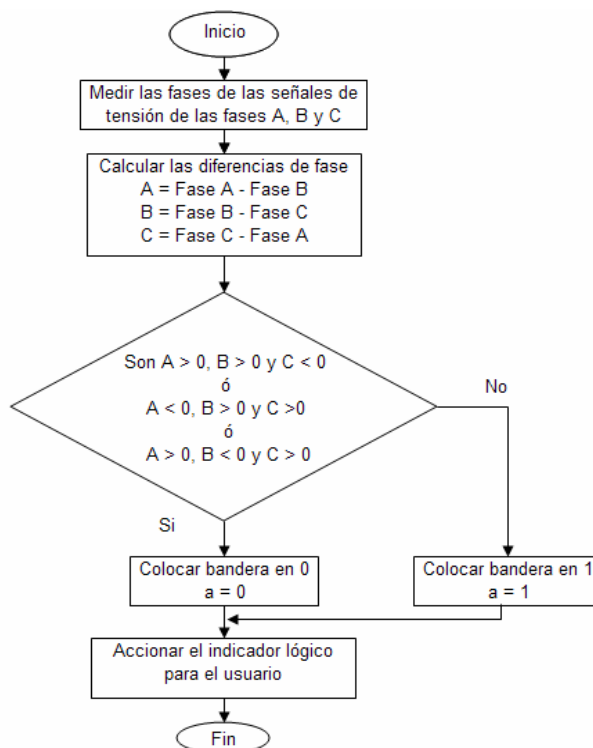 Inicio
Medir las fases de las señales de
tensión de las fases A, B y C
Calcular las diferencias de fase
A = Fase A - Fase B
B = Fase B - Fase C
C = Fase C - Fase A
Son A > 0, B > 0 y C < 0
ó
A < 0, B > 0 y C >0
ó
A > 0, B < 0 y C > 0
No
Si
Colocar bandera en 0
a = 0
Colocar bandera en 1
a = 1
Accionar el indicador lógico
para el usuario
Fin